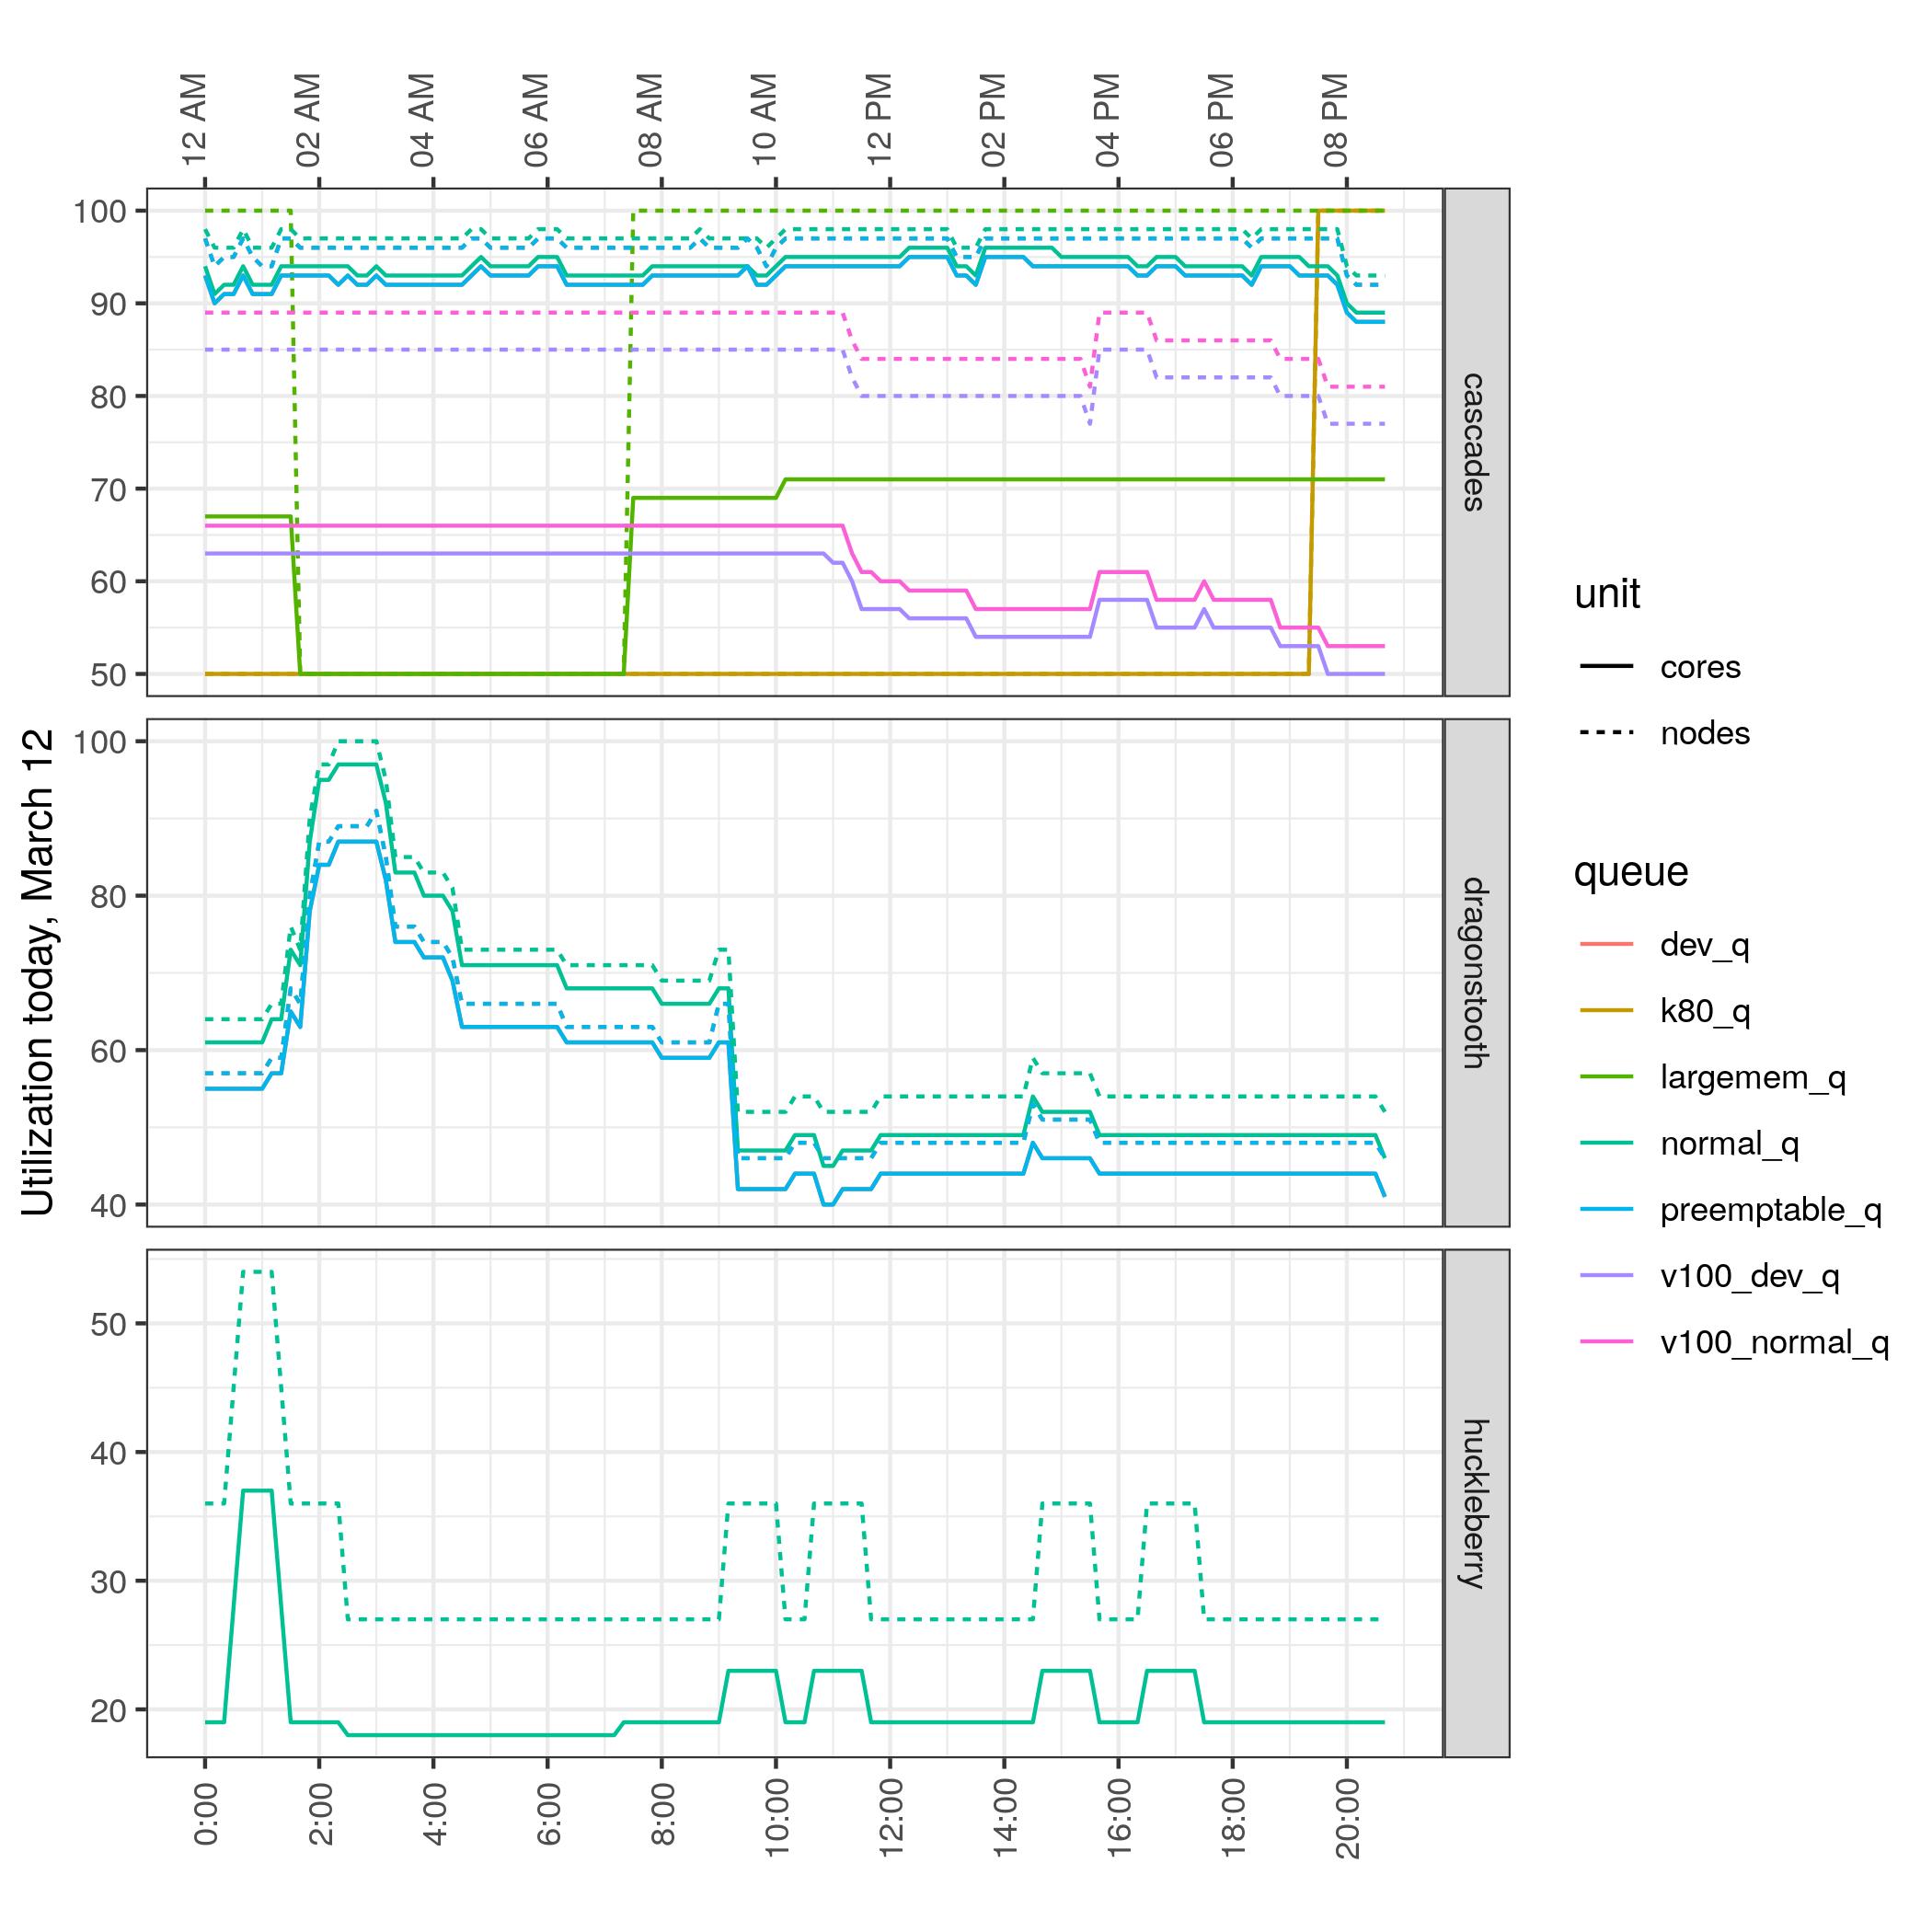 12 AM
02 AM
04 AM
06 AM
08 AM
10 AM
12 PM
02 PM
04 PM
06 PM
08 PM
Utilization today, March 12
100
90
80
70
60
50
cascades
100
80
60
40
dragonstooth
50
40
30
20
huckleberry
0:00
2:00
4:00
6:00
8:00
10:00
12:00
14:00
16:00
18:00
20:00
unit
cores
nodes
queue
dev_q
k80_q
largemem_q
normal_q
preemptable_q
v100_dev_q
v100_normal_q